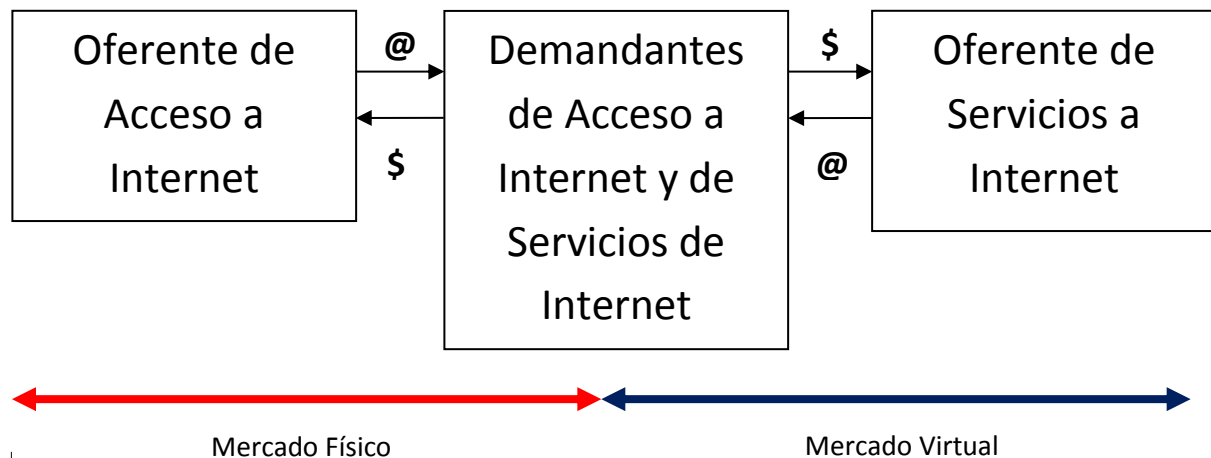 Oferente de
Acceso a
Internet
@
$
Demandantes
de Acceso a
Internet y de
Servicios de
Internet
$
@
Oferente de
Servicios a
Internet
Mercado Físico
Mercado Virtual